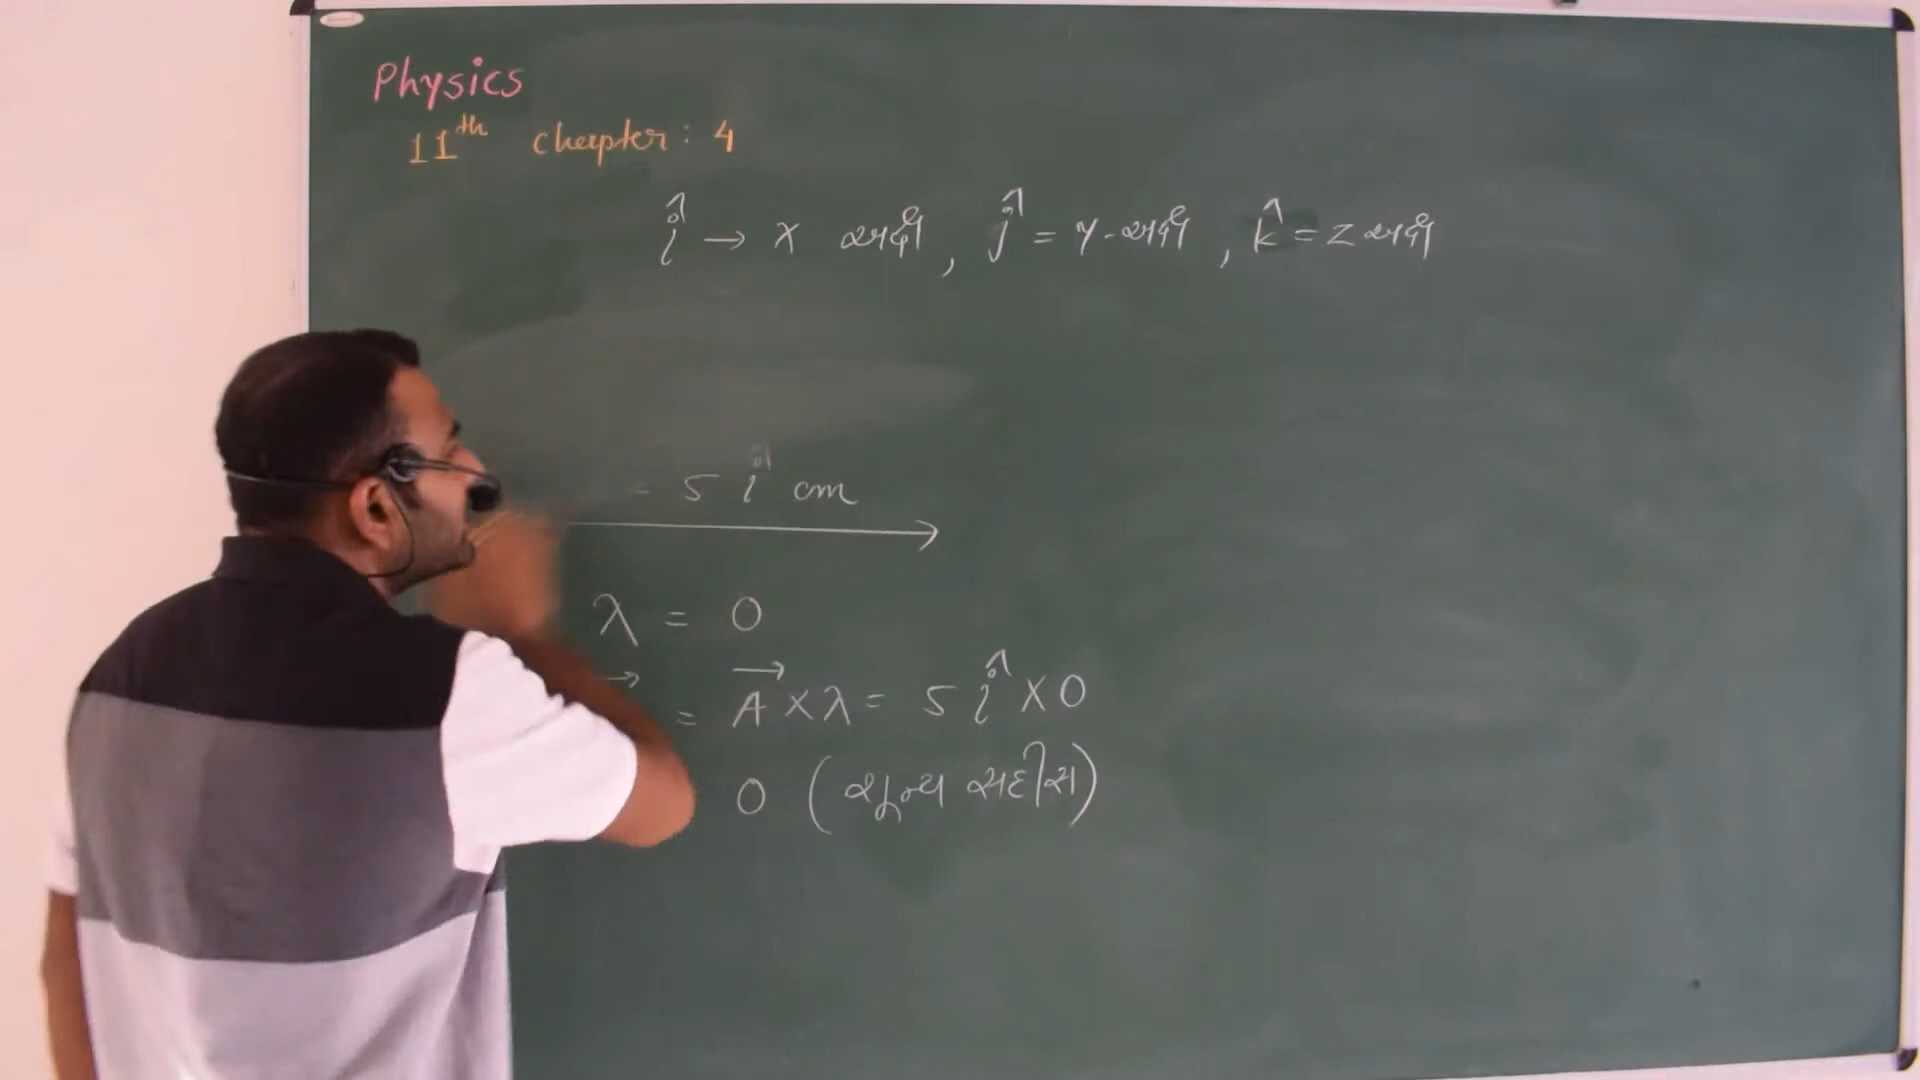 Physics
11th chapter: 4
î → x અક્ષ, ĵ = y-અક્ષ, k̂ = z અક્ષ
= 5 î cm
λ = 0
= A⃗ × λ = 5 î × 0
0 (શૂન્ય સદિશ)